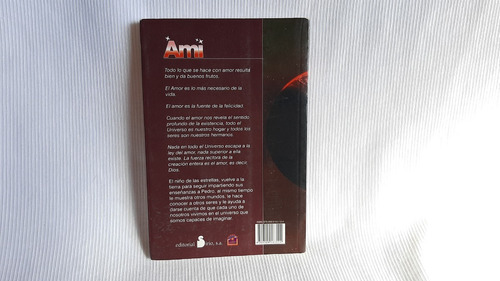 Ami
Todo lo que se hace con amor resulta
bien y da buenos frutos.
El Amor es lo más necesario de la
vida.
El amor es la fuente de la felicidad.
Cuando el amor nos revela el sentido
profundo de la existencia, todo el
Universo es nuestro hogar y todos los
seres son nuestros hermanos.
Nada en todo el Universo escapa a la
ley del amor, nada superior a ella
existe. La fuerza rectora de la
creación entera es el amor, es decir,
Dios.
El niño de las estrellas, vuelve a la
tierra para seguir impartiendo sus
enseñanzas a Pedro, al mismo tiempo
le muestra otros mundos, le hace
conocer a otros seres y le ayuda a
darse cuenta de que cada uno de
nosotros vivimos en el universo que
somos capaces de imaginar.
editorial Sirio, s.a.